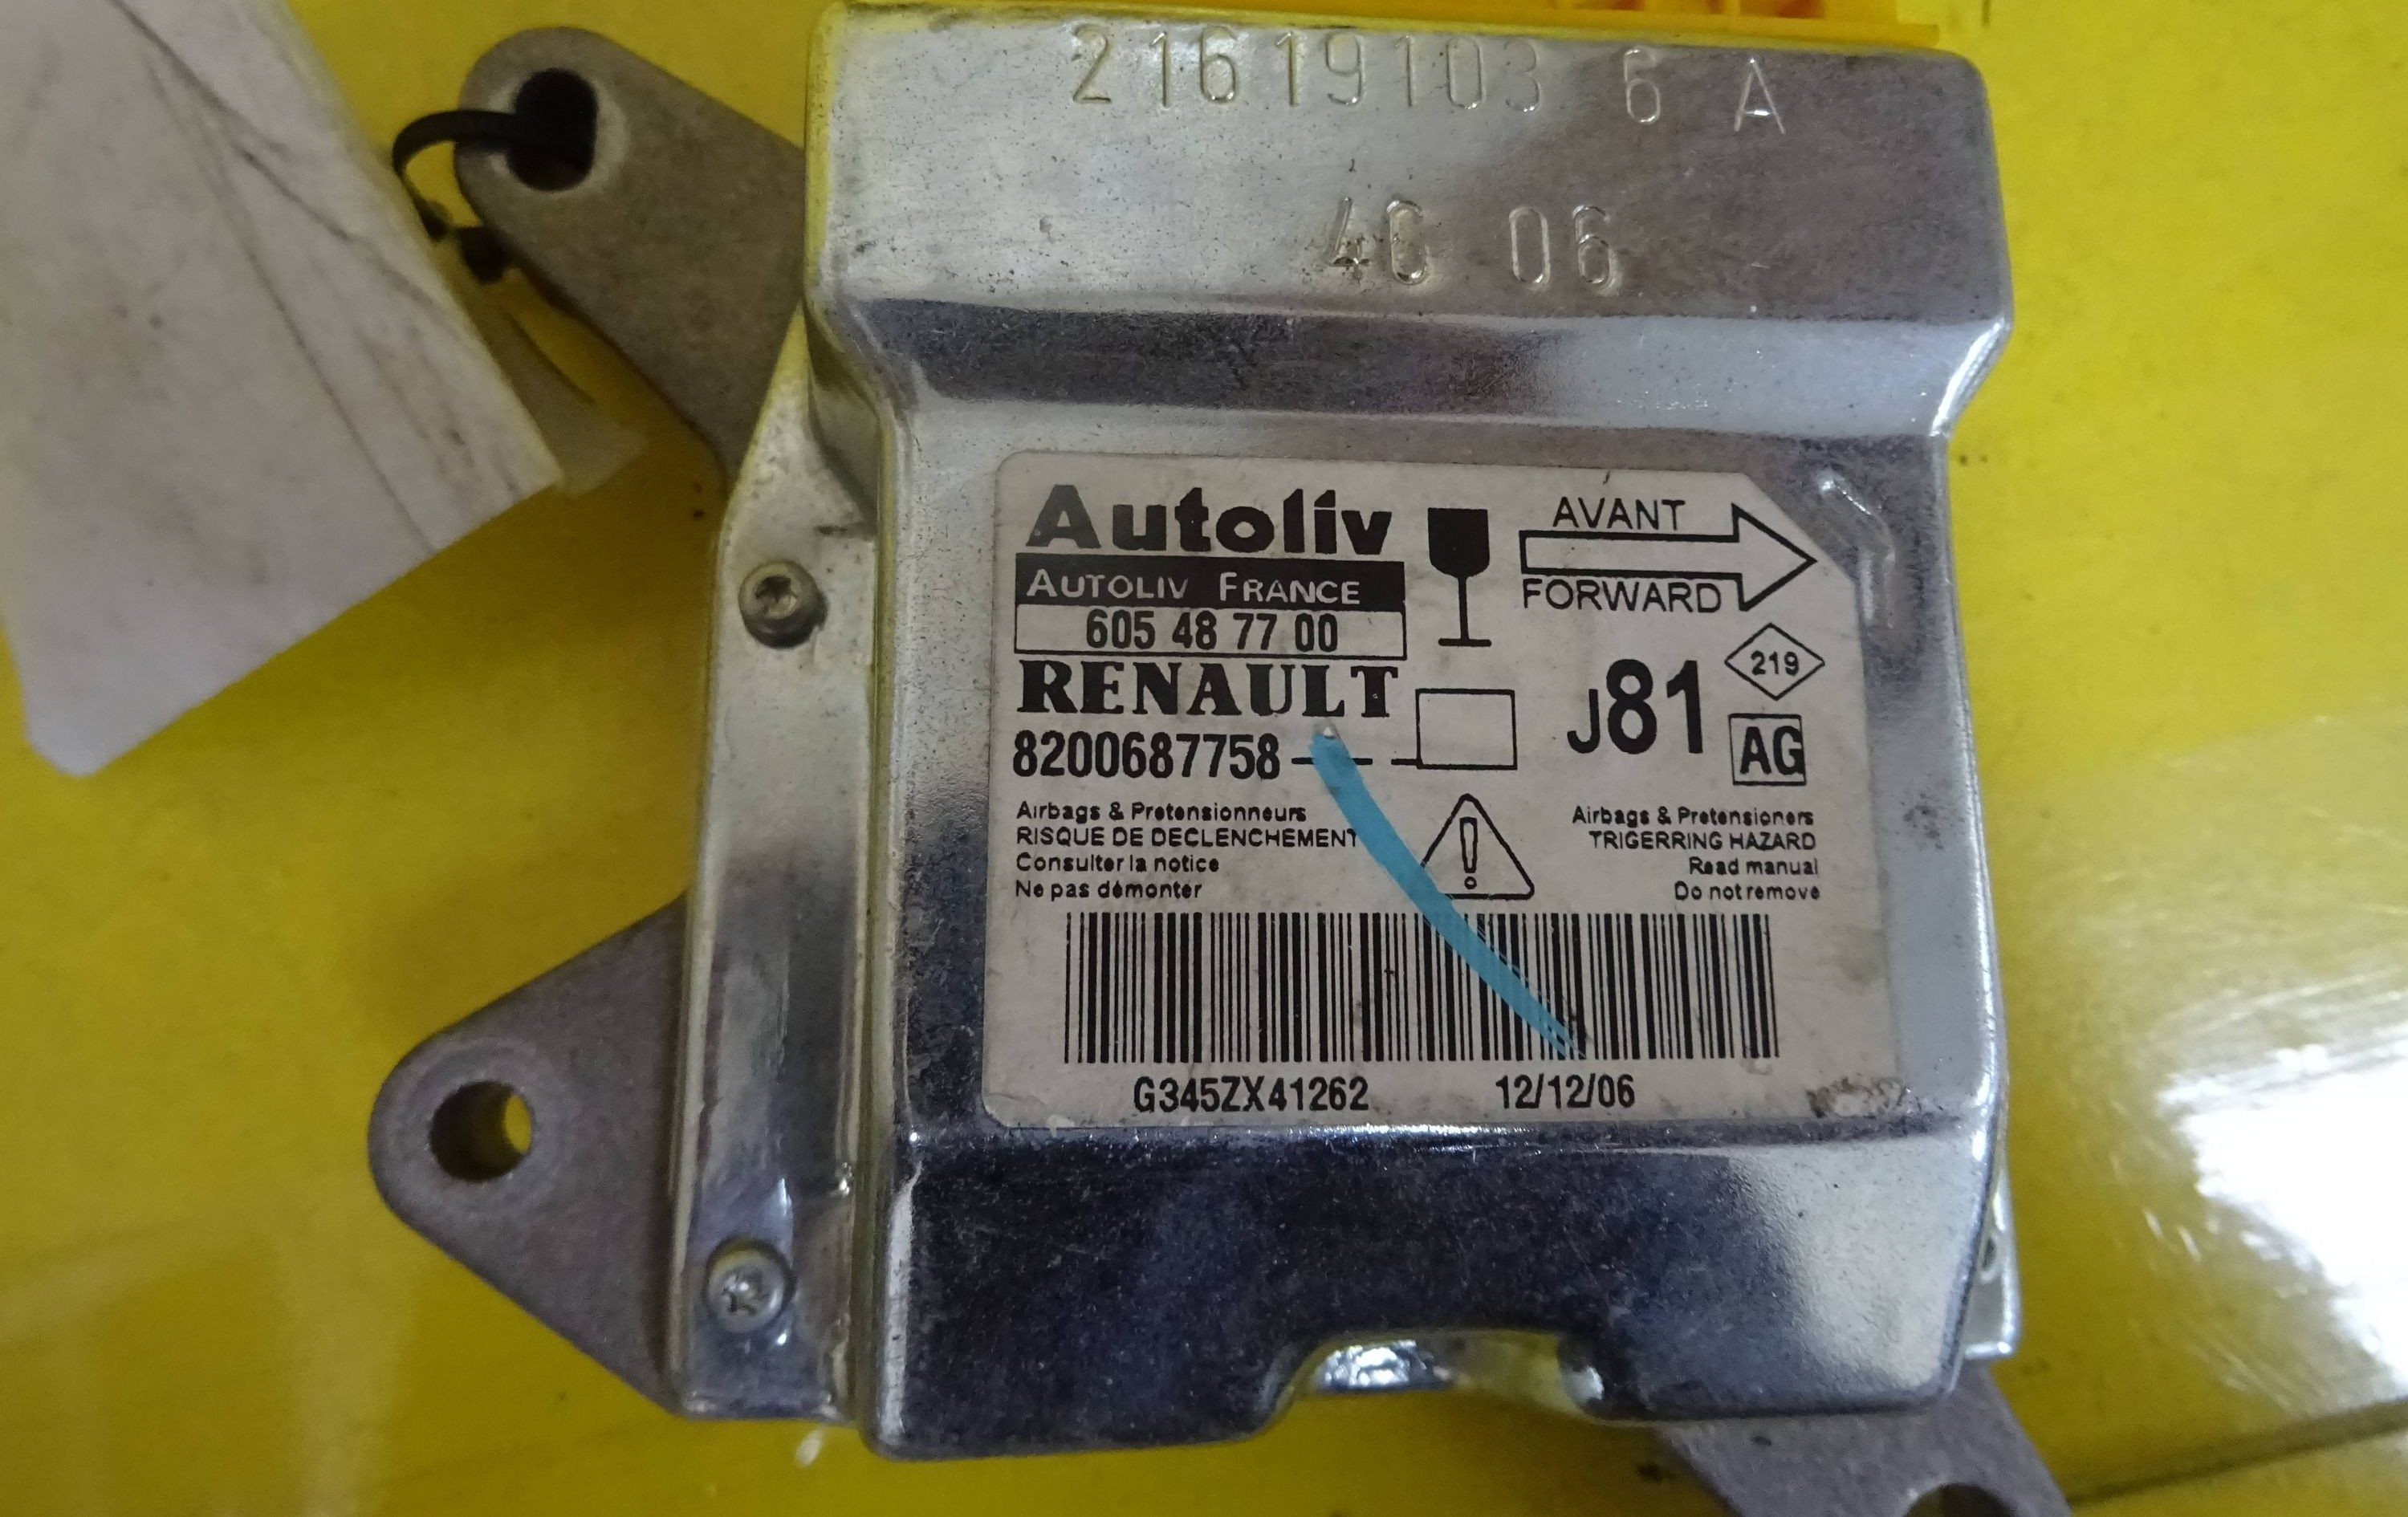 21619103 6 A
4C 06
Autoliv
AUTOLIV FRANCE
605 48 77 00
RENAULT
8200687758
AVANT
FORWARD
219
J81
AG
Airbags & Pretensionneurs
RISQUE DE DECLENCHEMENT
Consulter la notice
Ne pas démonter
Airbags & Pretensioners
TRIGERRING HAZARD
Read manual
Do not remove
G345ZX41262 12/12/06